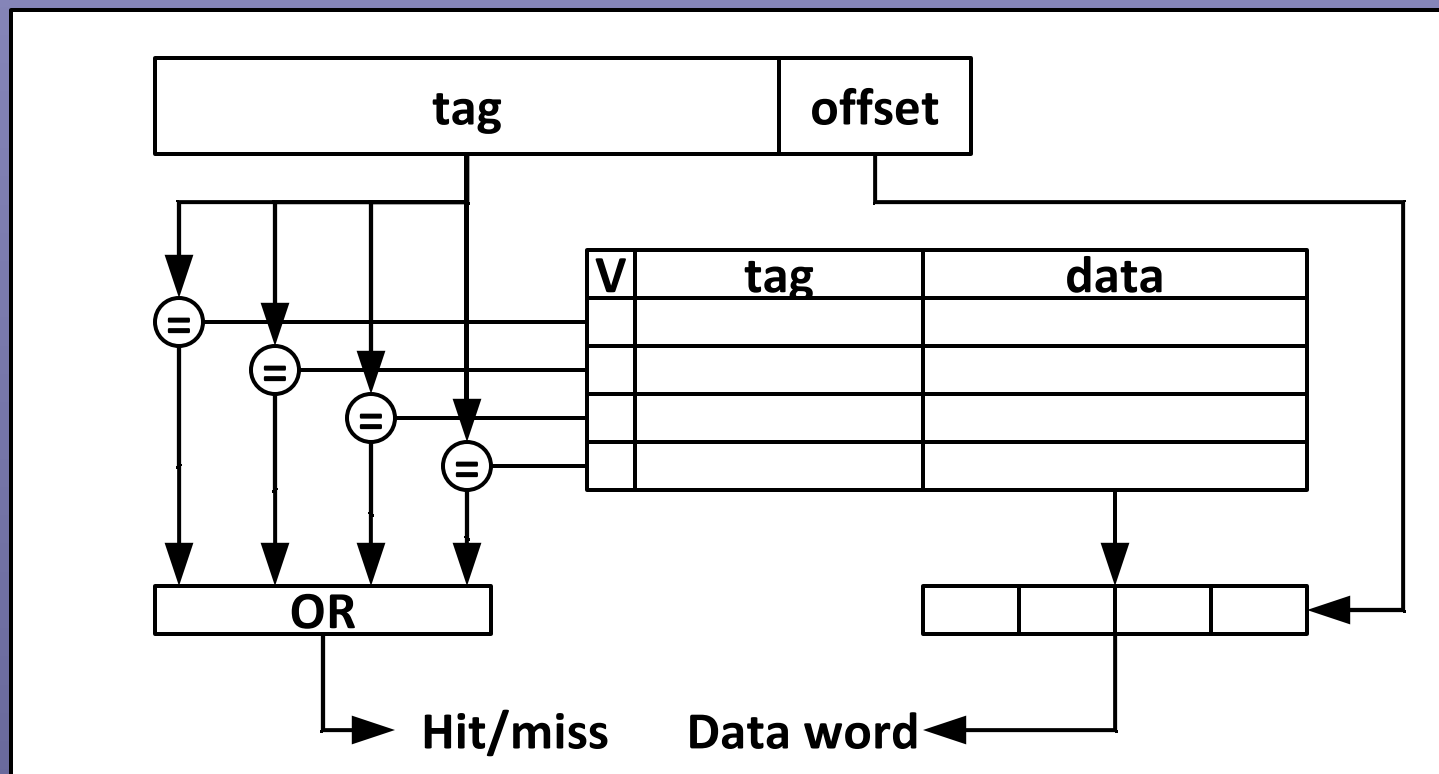 tag offset
V tag data
=
=
=
=
OR
Hit/miss Data word